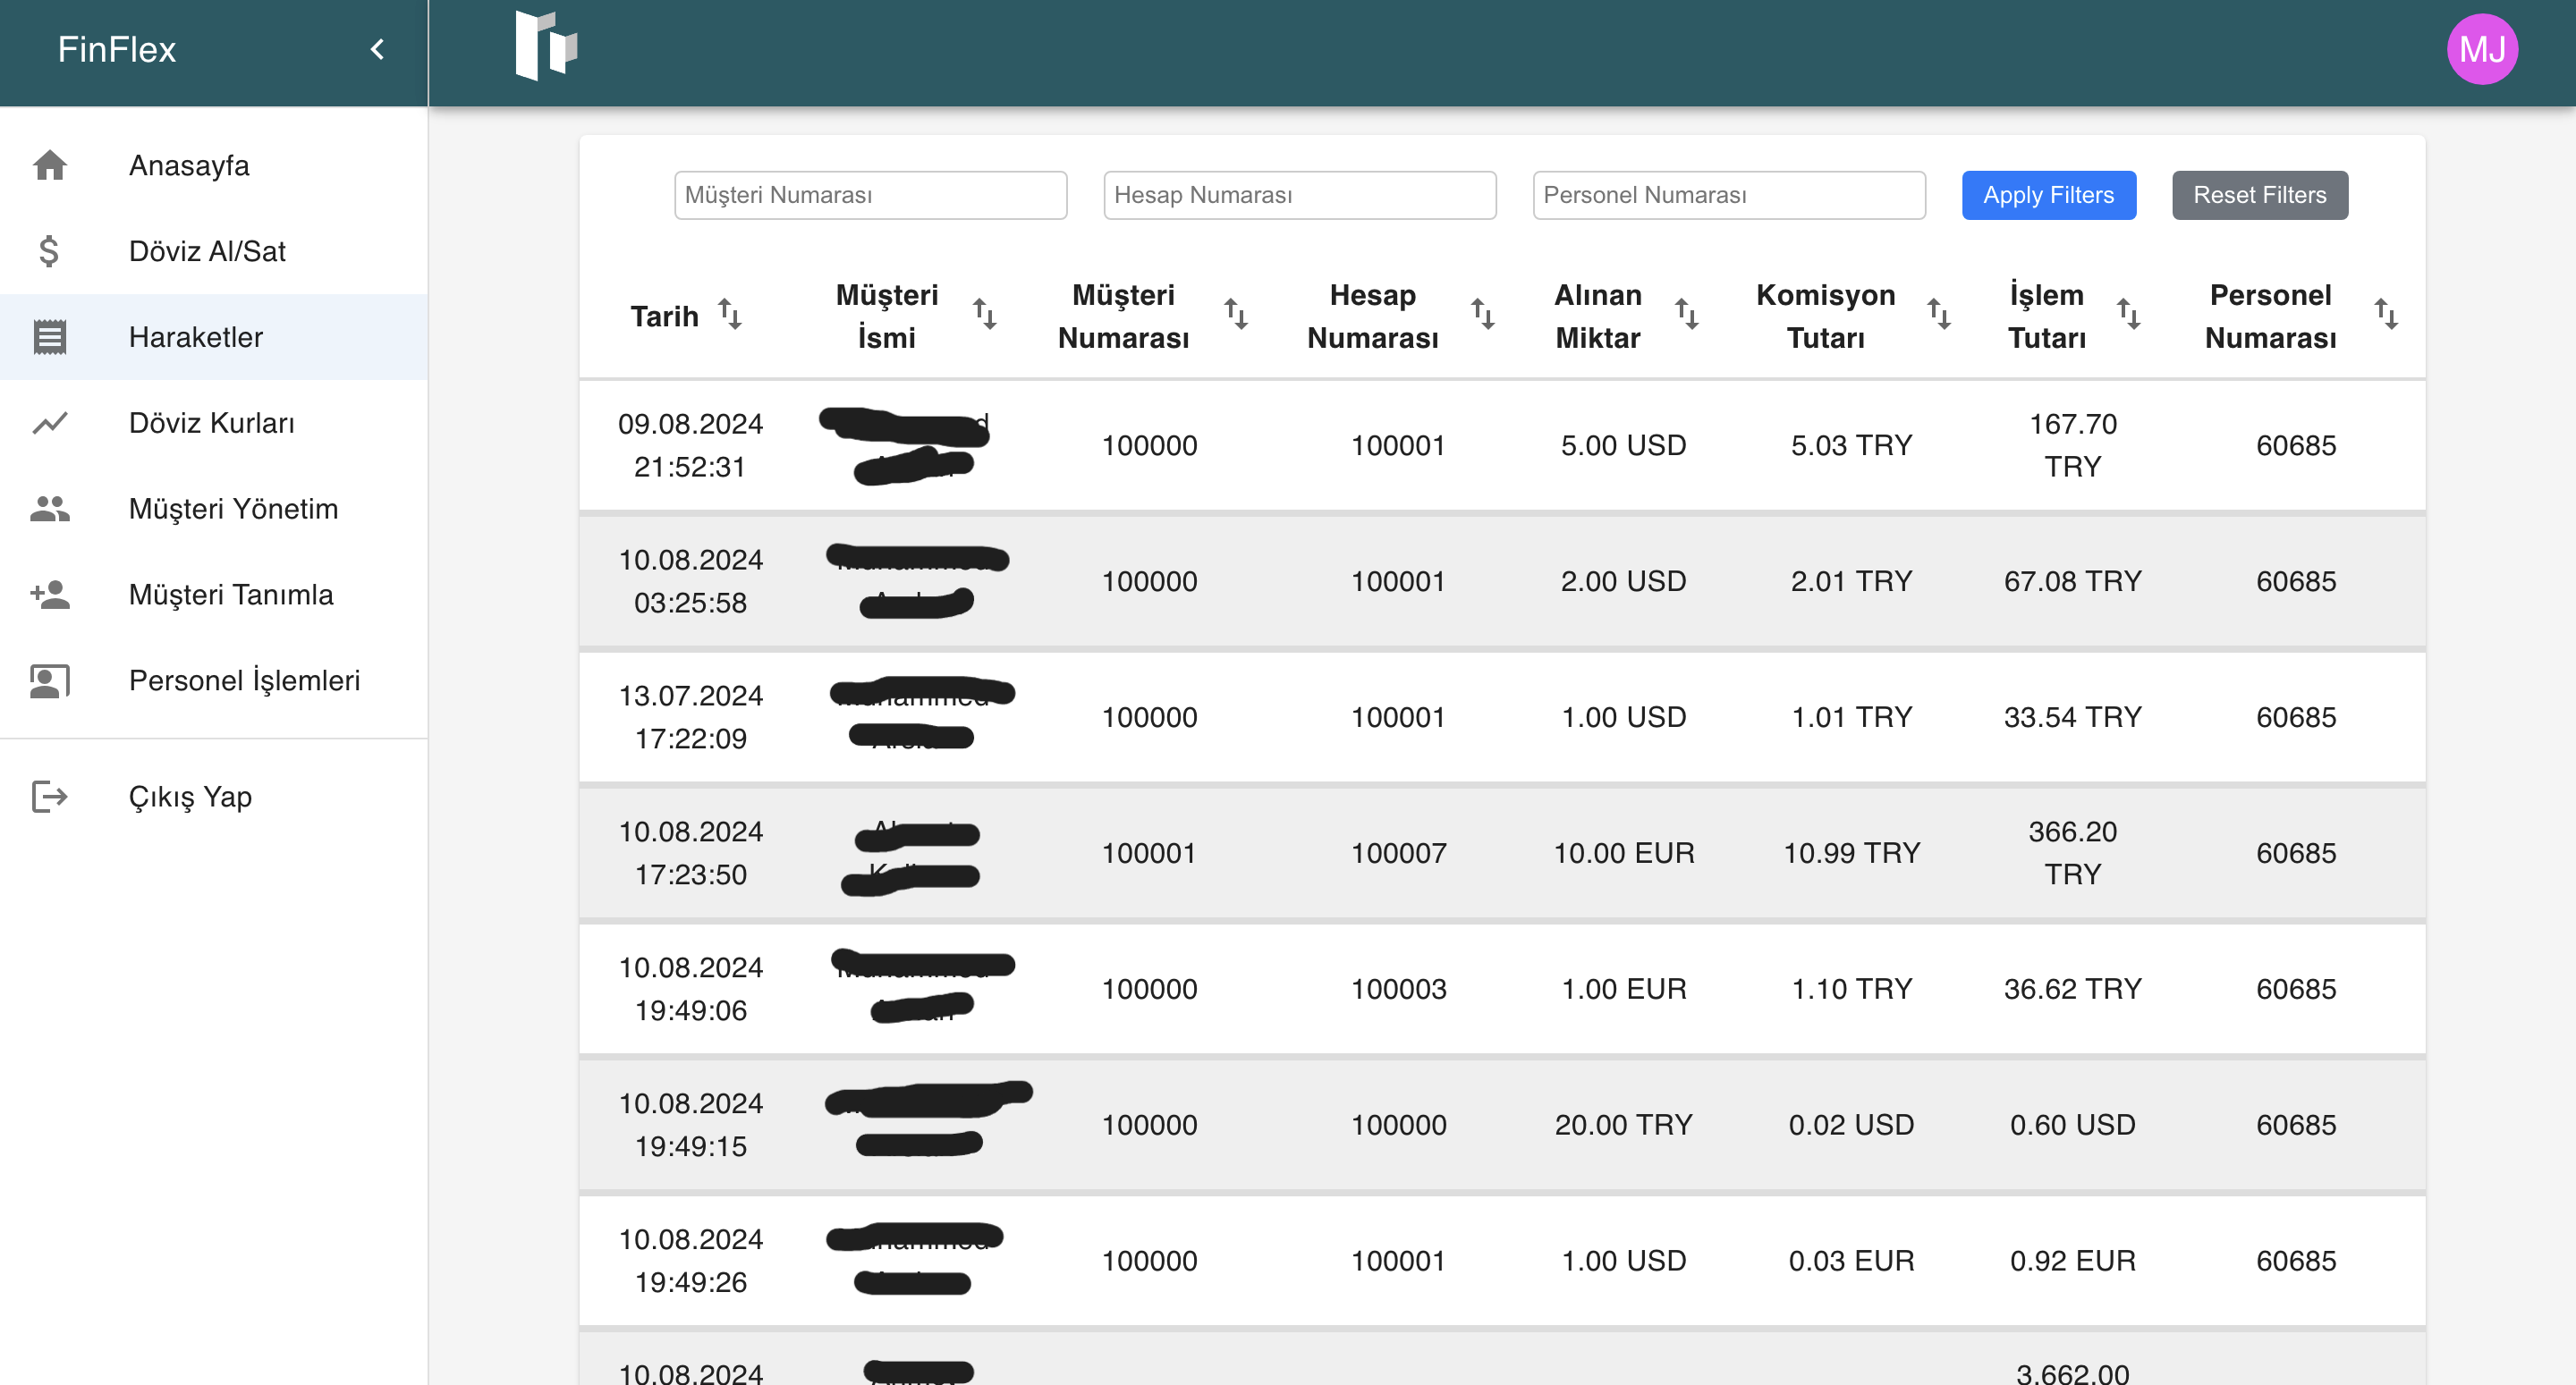 FinFlex
MJ
Anasayfa
Döviz Al/Sat
Haraketler
Döviz Kurları
Müşteri Yönetim
Müşteri Tanımla
Personel İşlemleri
Çıkış Yap
Müşteri Numarası Hesap Numarası Personel Numarası Apply Filters Reset Filters
Tarih Müşteri İsmi Müşteri Numarası Hesap Numarası Alınan Miktar Komisyon Tutarı İşlem Tutarı Personel Numarası
09.08.2024 21:52:31 100000 100001 5.00 USD 5.03 TRY 167.70 TRY 60685
10.08.2024 03:25:58 100000 100001 2.00 USD 2.01 TRY 67.08 TRY 60685
13.07.2024 17:22:09 100000 100001 1.00 USD 1.01 TRY 33.54 TRY 60685
10.08.2024 17:23:50 100001 100007 10.00 EUR 10.99 TRY 366.20 TRY 60685
10.08.2024 19:49:06 100000 100003 1.00 EUR 1.10 TRY 36.62 TRY 60685
10.08.2024 19:49:15 100000 100000 20.00 TRY 0.02 USD 0.60 USD 60685
10.08.2024 19:49:26 100000 100001 1.00 USD 0.03 EUR 0.92 EUR 60685
10.08.2024 3.662.00